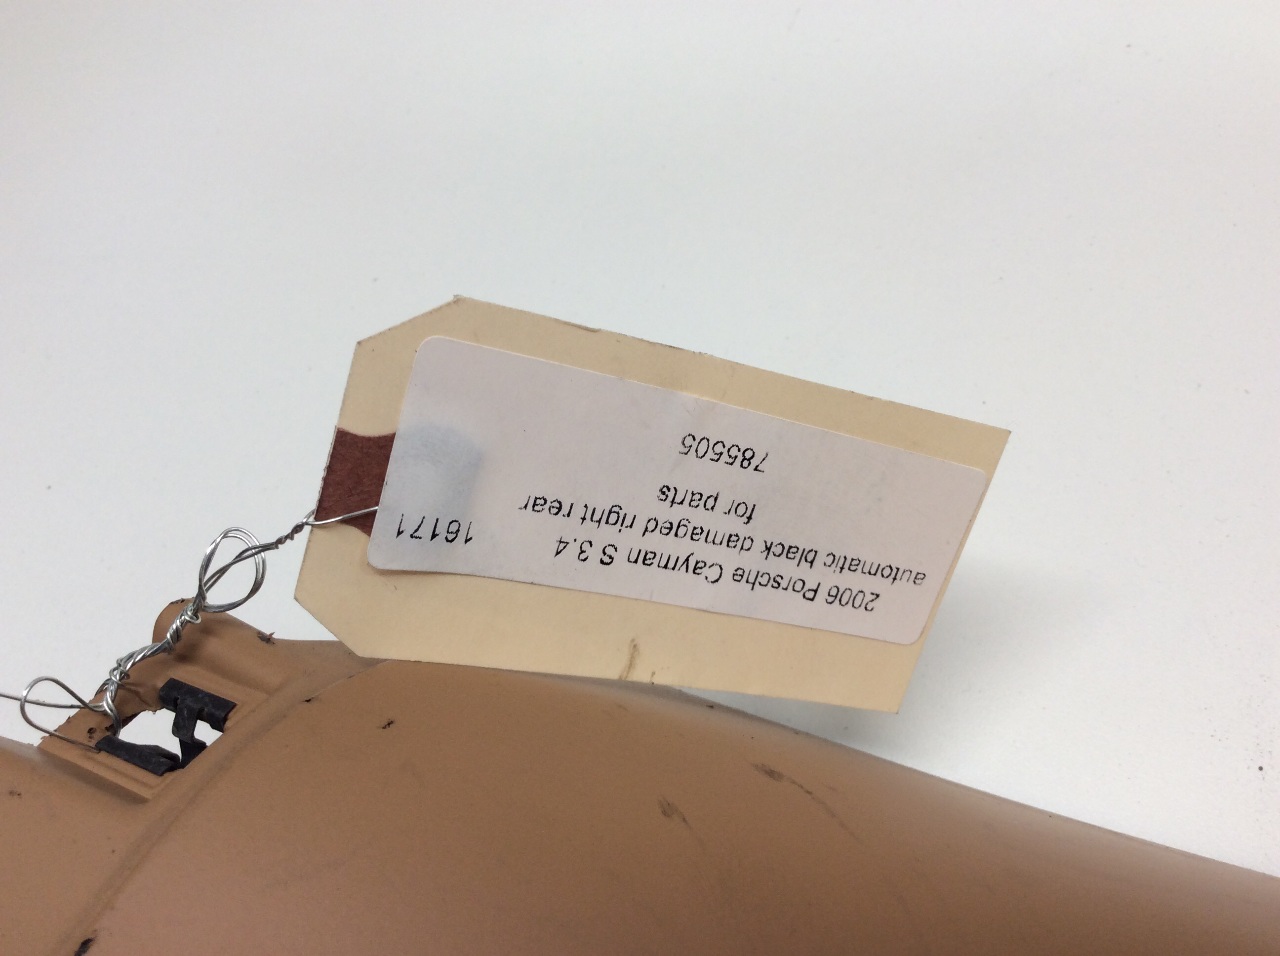 2006 Porsche Cayman S 3.4
16171
automatic black damaged right rear
for parts
785505